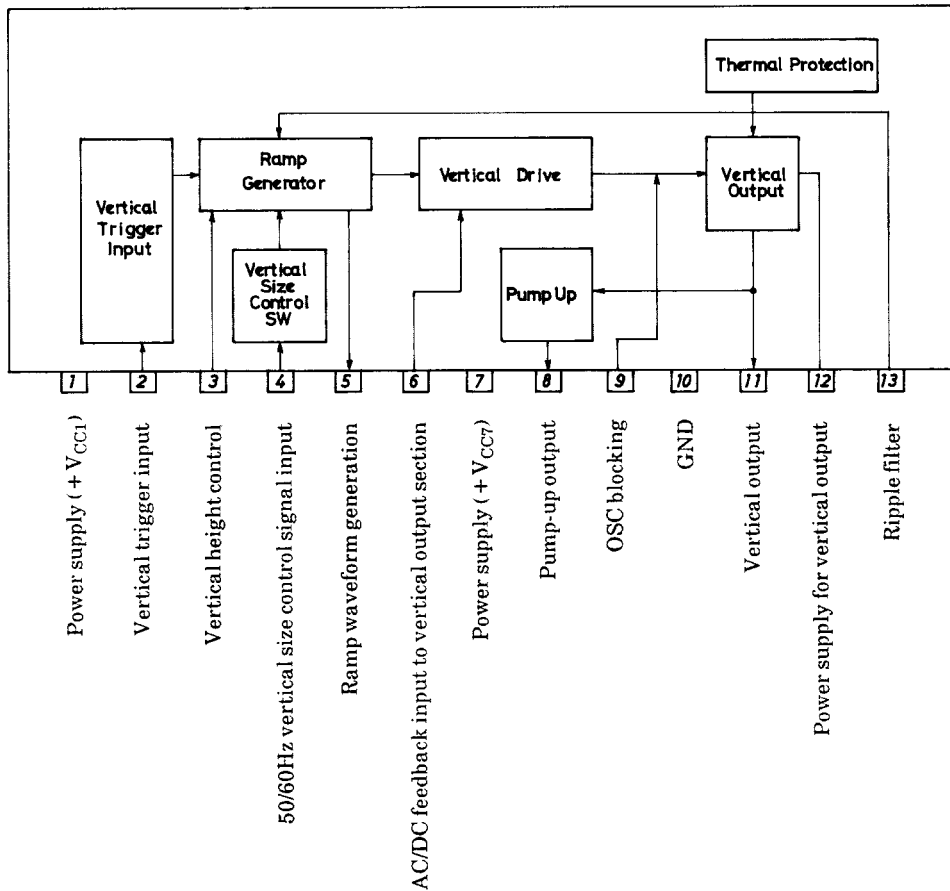 Thermal Protection
Vertical
Trigger
Input
Ramp
Generator
Vertical Drive
Vertical
Output
Vertical
Size
Control
SW
Pump Up
1
2
3
4
5
6
7
8
9
10
11
12
13
Power supply (+VCC1)
Vertical trigger input
Vertical height control
50/60Hz vertical size control signal input
Ramp waveform generation
AC/DC feedback input to vertical output section
Power supply (+VCC7)
Pump-up output
OSC blocking
GND
Vertical output
Power supply for vertical output
Ripple filter